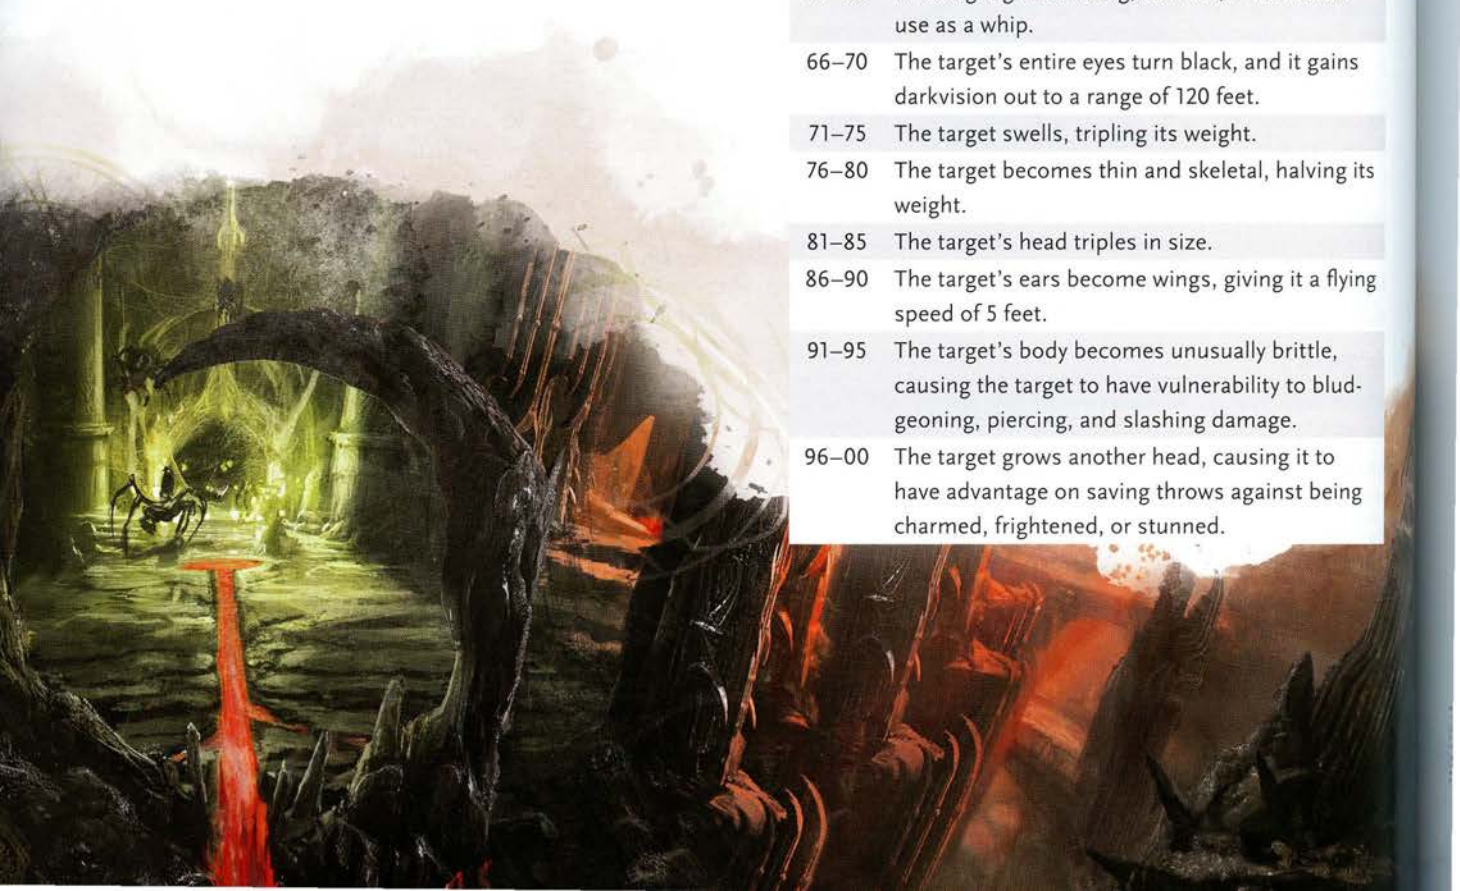 use as a whip.
66–70 The target's entire eyes turn black, and it gains
darkvision out to a range of 120 feet.
71–75 The target swells, tripling its weight.
76–80 The target becomes thin and skeletal, halving its
weight.
81–85 The target's head triples in size.
86–90 The target's ears become wings, giving it a flying
speed of 5 feet.
91–95 The target's body becomes unusually brittle,
causing the target to have vulnerability to blud-
geoning, piercing, and slashing damage.
96–00 The target grows another head, causing it to
have advantage on saving throws against being
charmed, frightened, or stunned.